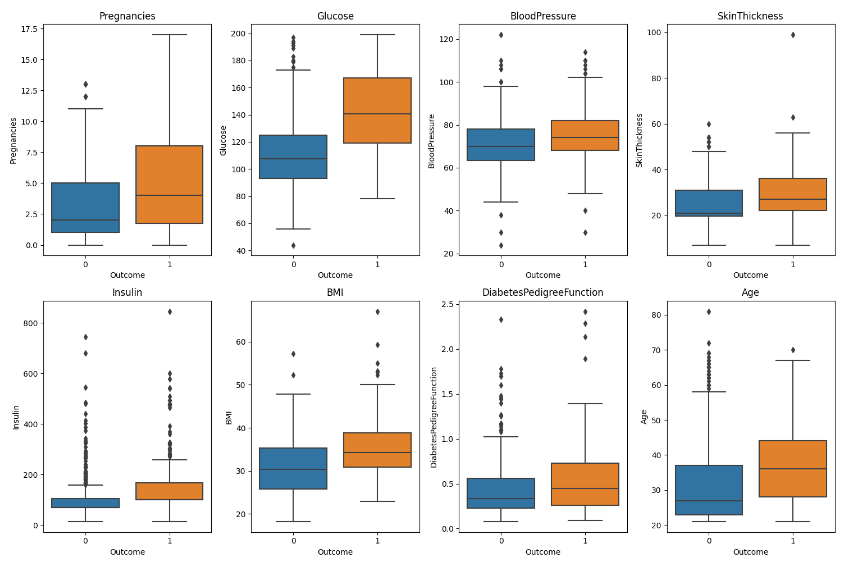 Pregnancies
Glucose
BloodPressure
SkinThickness
17.5
15.0
12.5
10.0
7.5
5.0
2.5
0.0
Pregnancies
0
1
Outcome
200
180
160
140
120
100
80
60
40
Glucose
0
1
Outcome
120
100
80
60
40
20
BloodPressure
0
1
Outcome
100
80
60
40
20
SkinThickness
0
1
Outcome
Insulin
BMI
DiabetesPedigreeFunction
Age
800
600
400
200
0
Insulin
0
1
Outcome
60
50
40
30
20
BMI
0
1
Outcome
2.5
2.0
1.5
1.0
0.5
0.0
DiabetesPedigreeFunction
0
1
Outcome
80
70
60
50
40
30
20
Age
0
1
Outcome